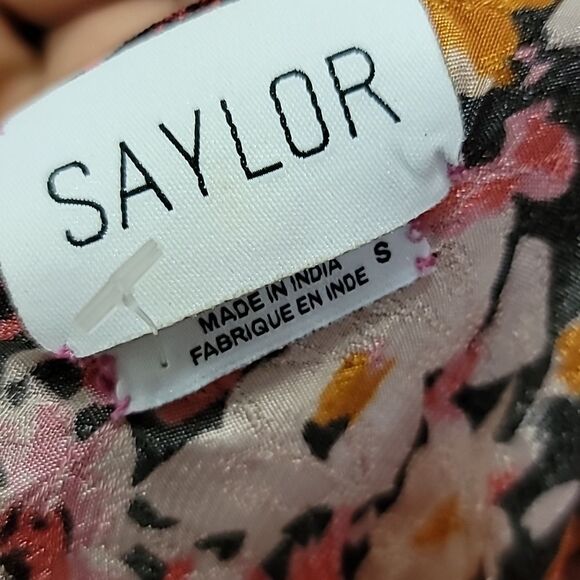 SAYLOR
S
MADE IN INDIA
FABRIQUE EN INDE